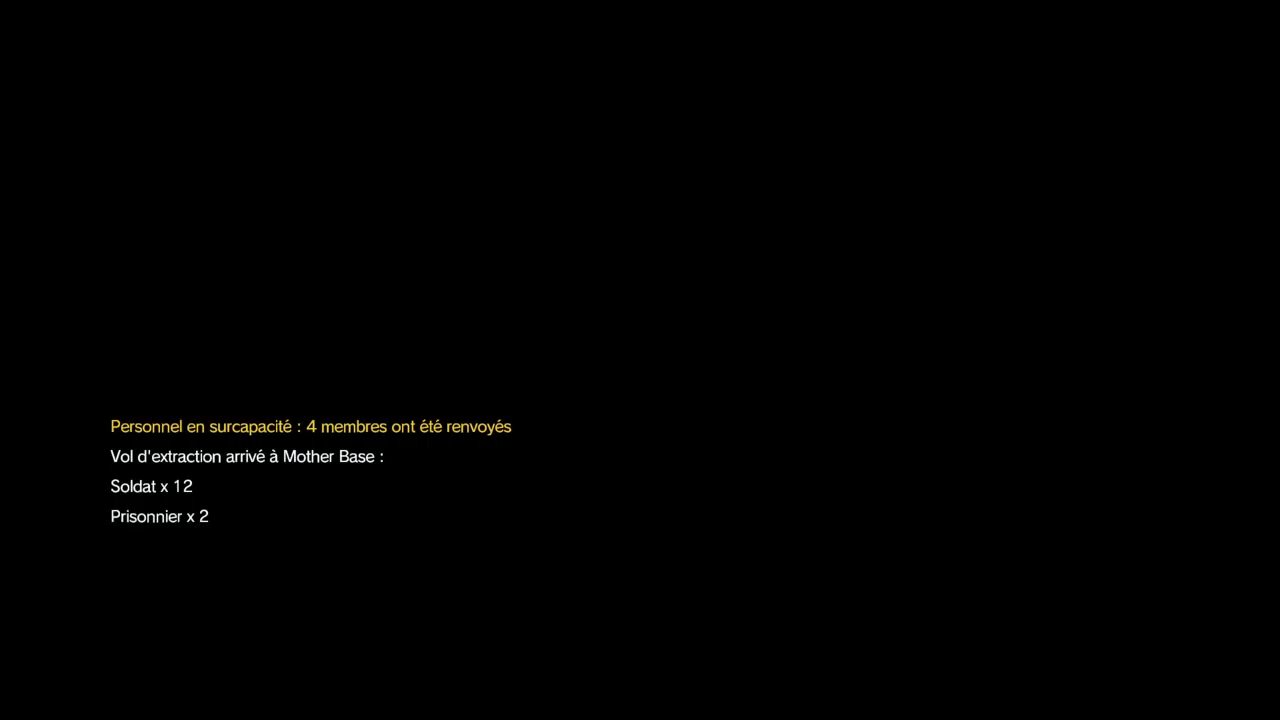 Personnel en surcapacité : 4 membres ont été renvoyés
Vol d'extraction arrivé à Mother Base :
Soldat x 12
Prisonnier x 2